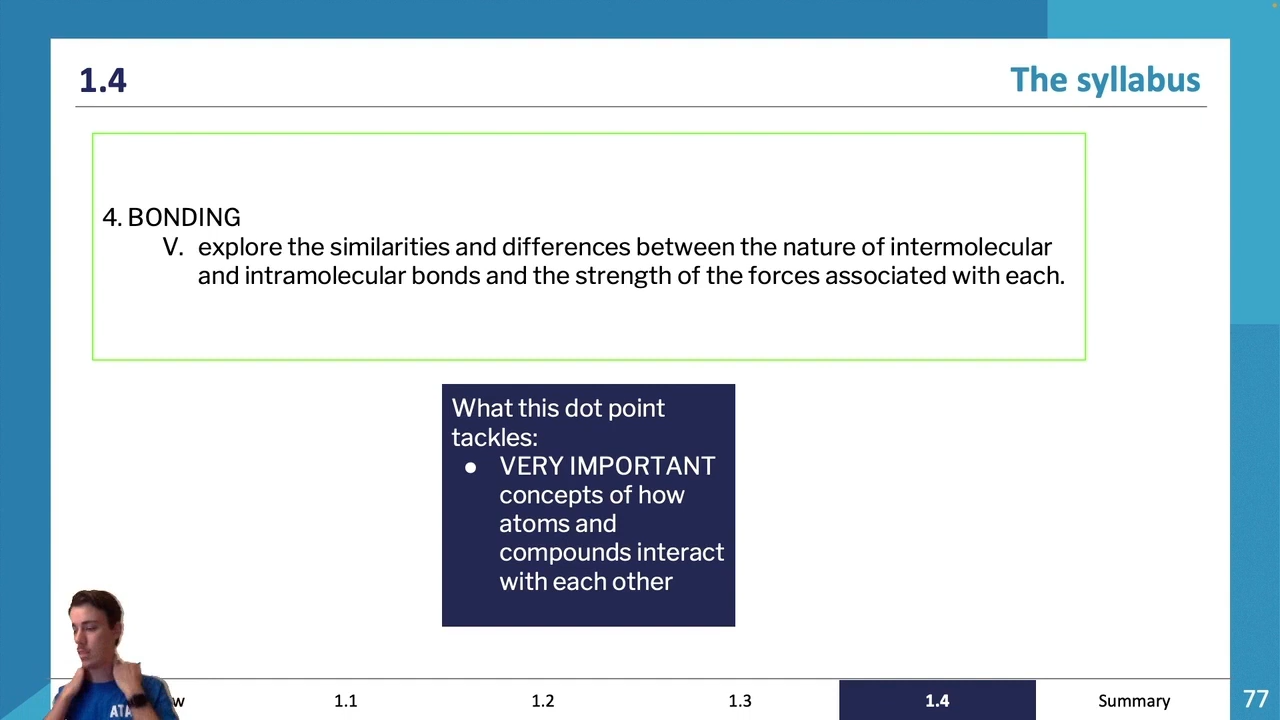 1.4
The syllabus
4. BONDING
V. explore the similarities and differences between the nature of intermolecular
and intramolecular bonds and the strength of the forces associated with each.
What this dot point
tackles:
● VERY IMPORTANT
concepts of how
atoms and
compounds interact
with each other
1.1
1.2
1.3
1.4
Summary
77